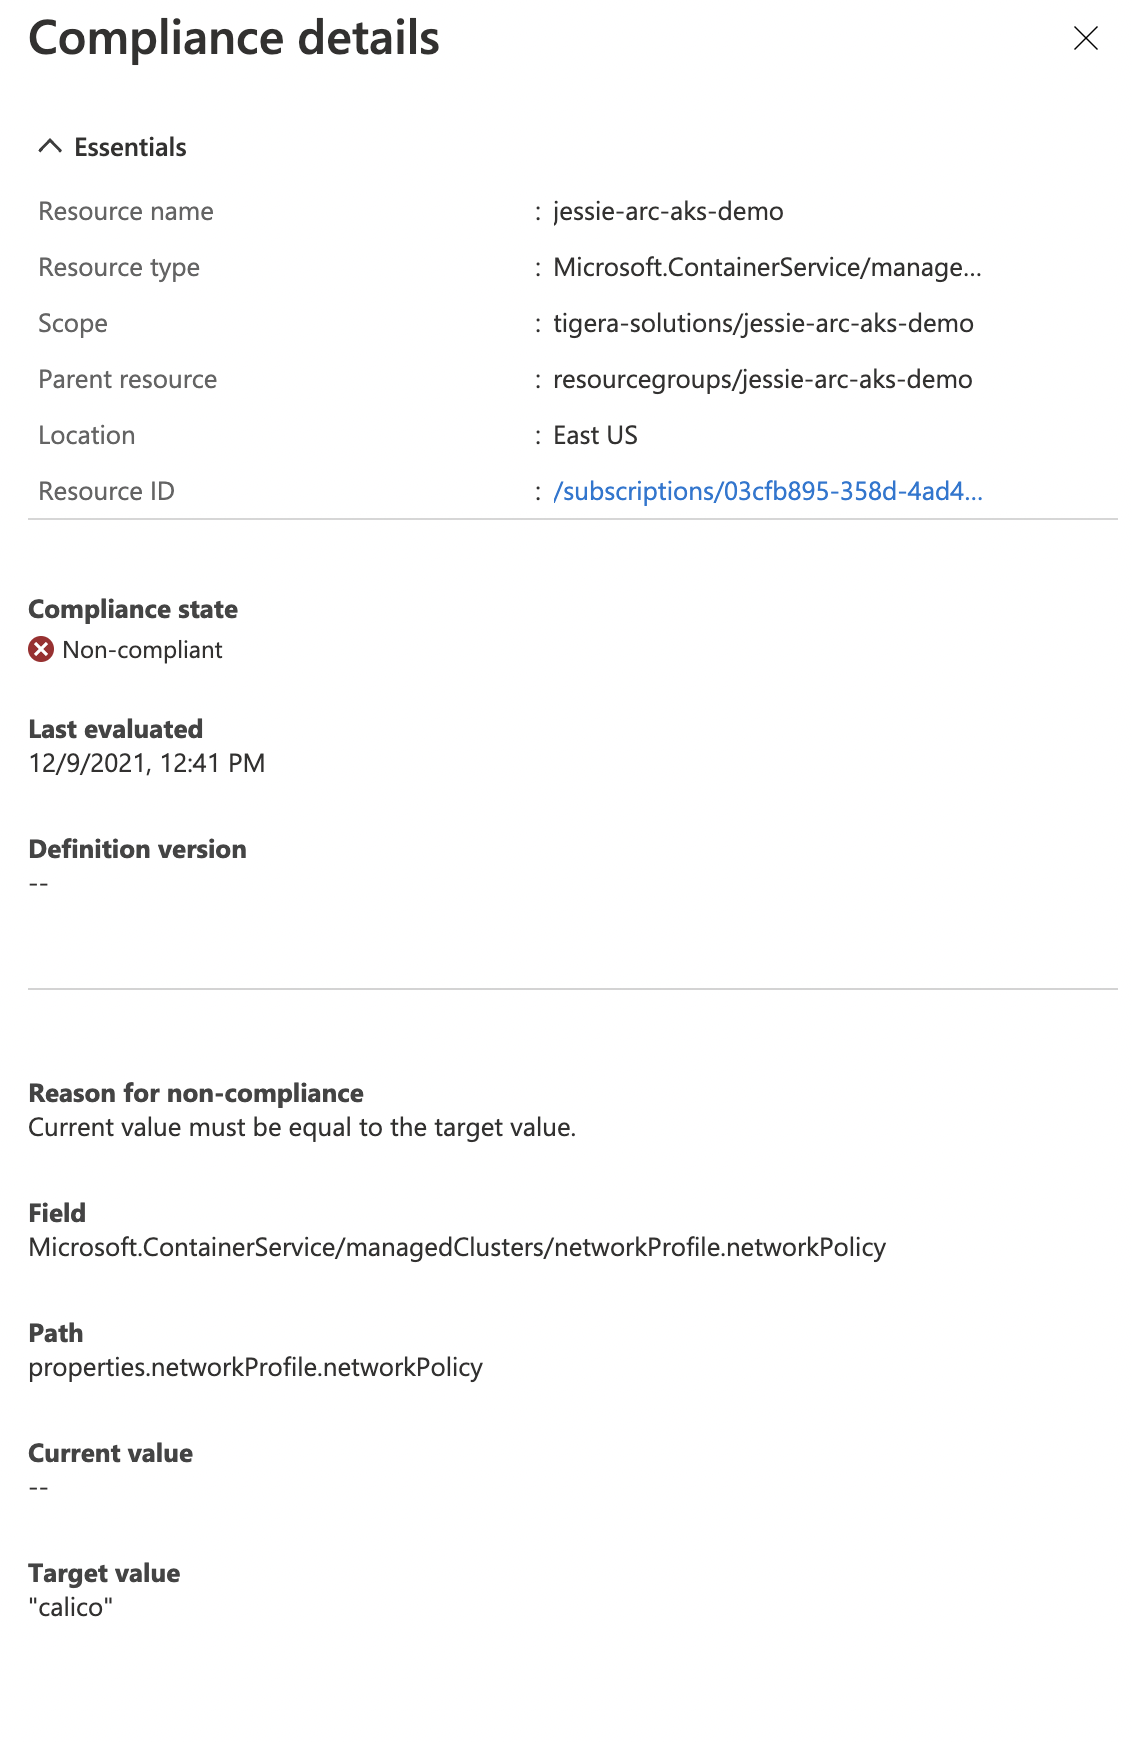 Compliance details
Essentials
Resource name : jessie-arc-aks-demo
Resource type : Microsoft.ContainerService/manage...
Scope : tigera-solutions/jessie-arc-aks-demo
Parent resource : resourcegroups/jessie-arc-aks-demo
Location : East US
Resource ID : /subscriptions/03cfb895-358d-4ad4...
Compliance state
Non-compliant
Last evaluated
12/9/2021, 12:41 PM
Definition version
--
Reason for non-compliance
Current value must be equal to the target value.
Field
Microsoft.ContainerService/managedClusters/networkProfile.networkPolicy
Path
properties.networkProfile.networkPolicy
Current value
--
Target value
"calico"